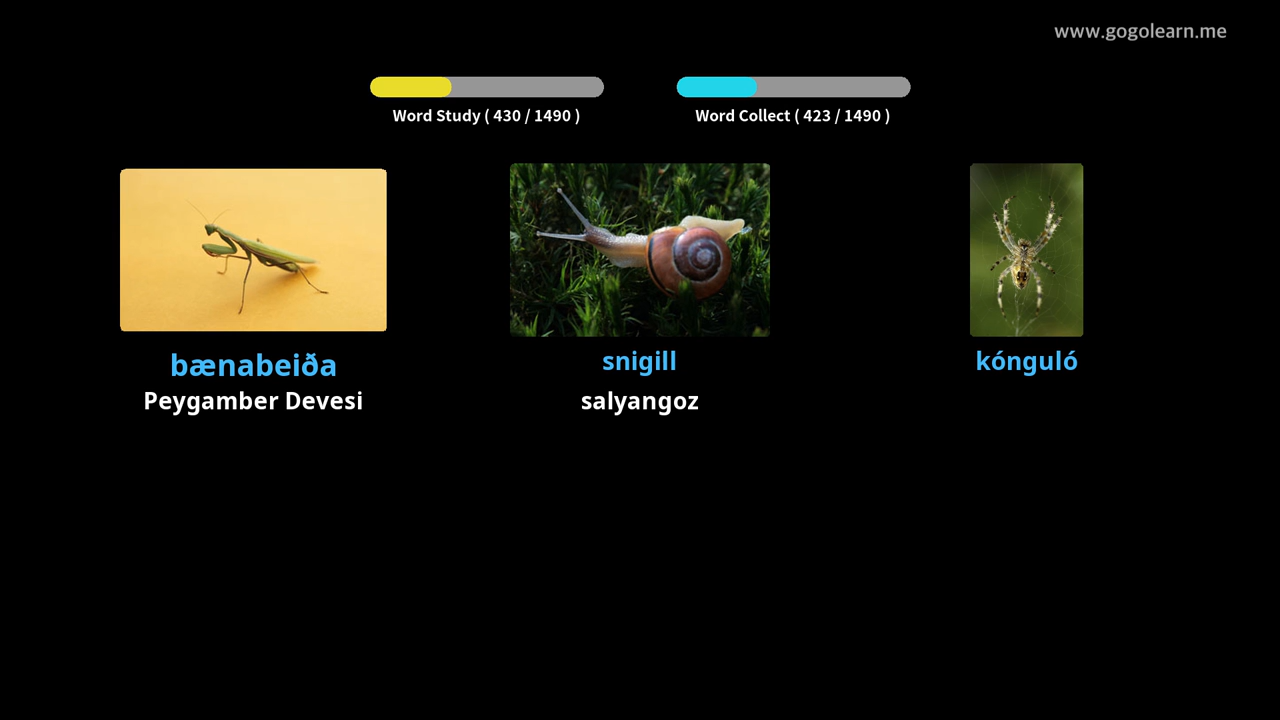 www.gogolearn.me
Word Study ( 430 / 1490 )
Word Collect ( 423 / 1490 )
bænabeiða
Peygamber Devesi
snigill
salyangoz
kónguló